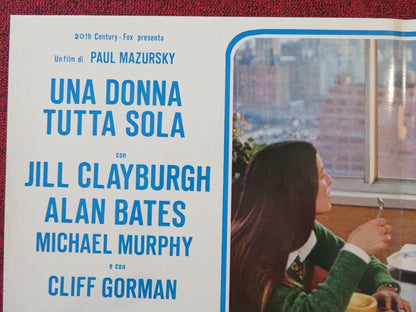 20th Century-Fox presenta
Un film di PAUL MAZURSKY
UNA DONNA
TUTTA SOLA
con
JILL CLAYBURGH
ALAN BATES
MICHAEL MURPHY
e con
CLIFF GORMAN